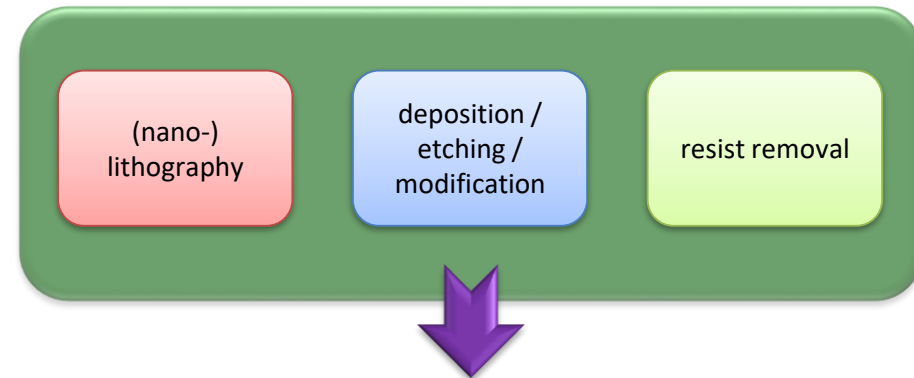 (nano-)
lithography
deposition /
etching /
modification
resist removal